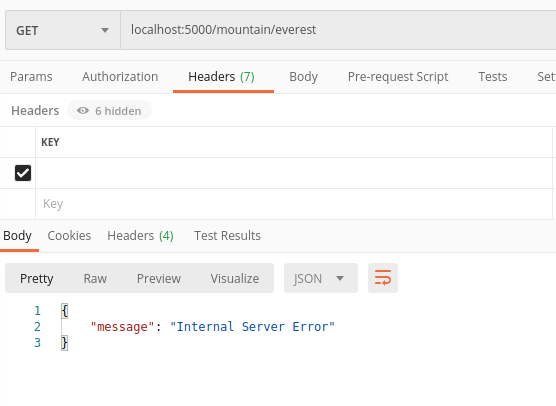 GET localhost:5000/mountain/everest
Params Authorization Headers (7) Body Pre-request Script Tests Set
Headers 6 hidden
KEY
Key
Body Cookies Headers (4) Test Results
Pretty Raw Preview Visualize JSON
1 {
2 "message": "Internal Server Error"
3 }